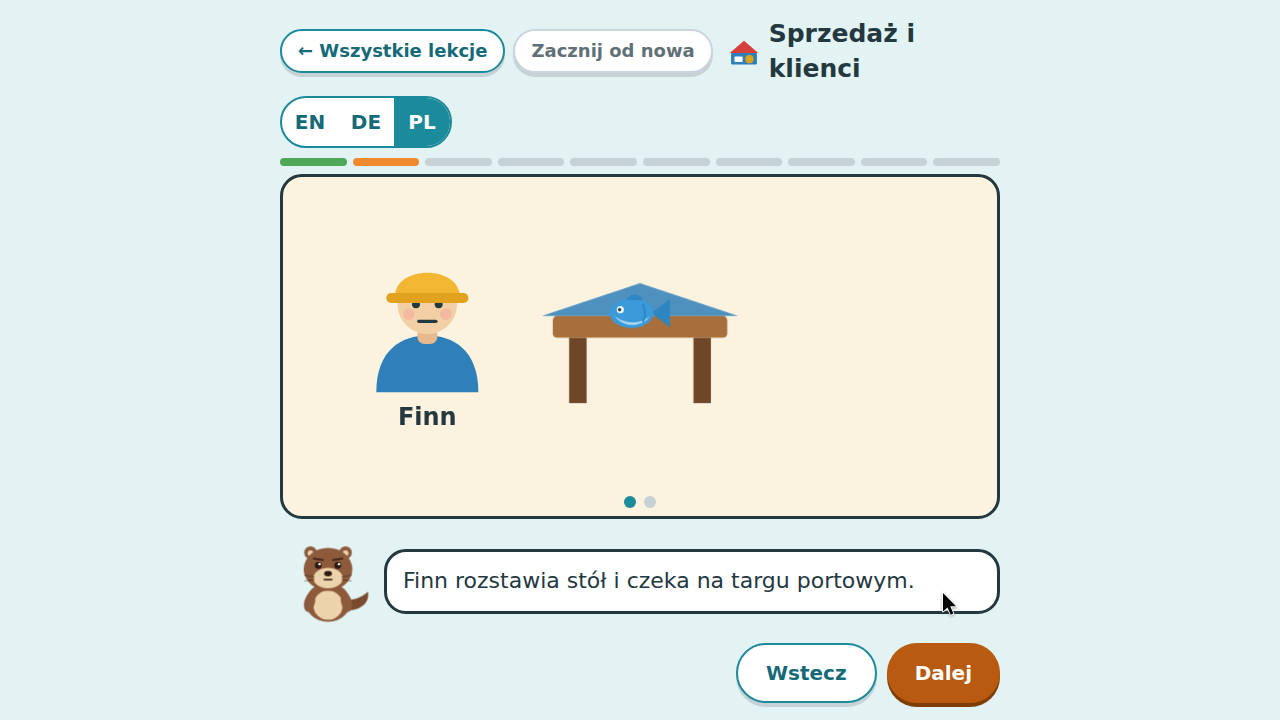 ← Wszystkie lekcje
Zacznij od nowa
Sprzedaż i
klienci
EN DE PL
Finn
Finn rozstawia stół i czeka na targu portowym.
Wstecz
Dalej